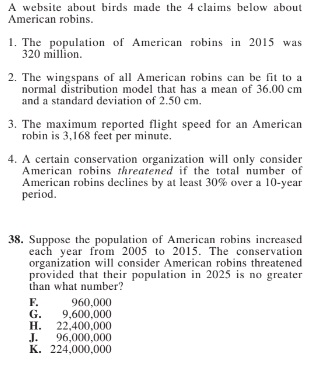 A website about birds made the 4 claims below about
American robins.
1. The population of American robins in 2015 was
320 million.
2. The wingspans of all American robins can be fit to a
normal distribution model that has a mean of 36.00 cm
and a standard deviation of 2.50 cm.
3. The maximum reported flight speed for an American
robin is 3,168 feet per minute.
4. A certain conservation organization will only consider
American robins threatened if the total number of
American robins declines by at least 30% over a 10-year
period.
38. Suppose the population of American robins increased
each year from 2005 to 2015. The conservation
organization will consider American robins threatened
provided that their population in 2025 is no greater
than what number?
F. 960,000
G. 9,600,000
H. 22,400,000
J. 96,000,000
K. 224,000,000